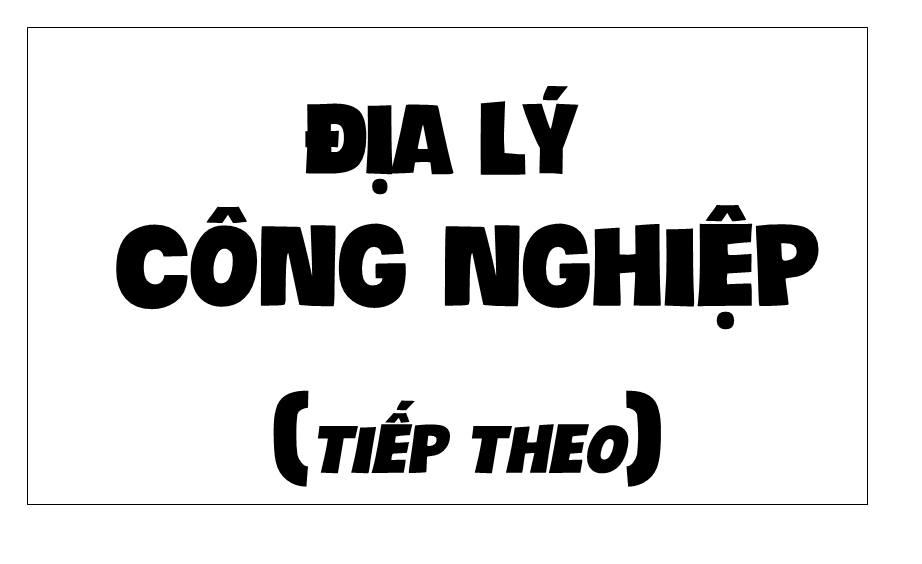 ĐỊA LÝ
CÔNG NGHIỆP
(TIẾP THEO)